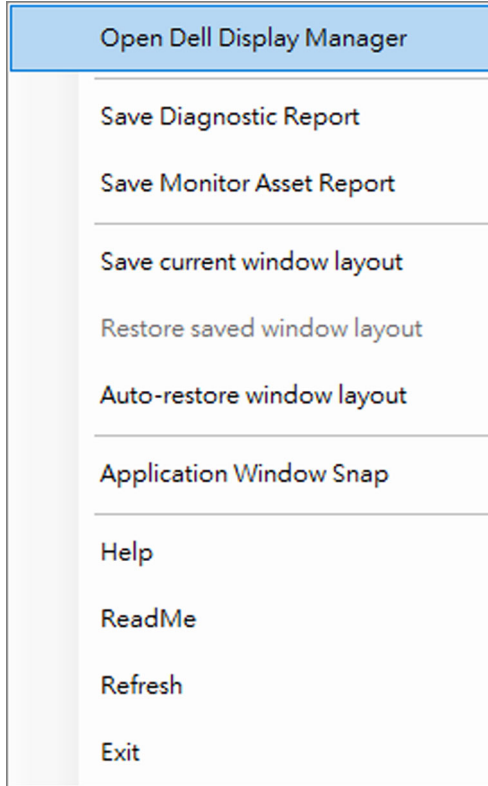 Open Dell Display Manager
Save Diagnostic Report
Save Monitor Asset Report
Save current window layout
Restore saved window layout
Auto-restore window layout
Application Window Snap
Help
ReadMe
Refresh
Exit